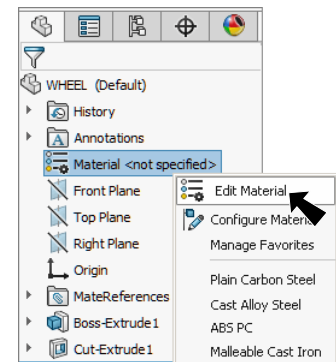 WHEEL (Default)
History
Annotations
Material <not specified>
Front Plane
Edit Material
Top Plane
Configure Material
Right Plane
Manage Favorites
Origin
MateReferences
Plain Carbon Steel
Cast Alloy Steel
Boss-Extrude1
ABS PC
Cut-Extrude1
Malleable Cast Iron